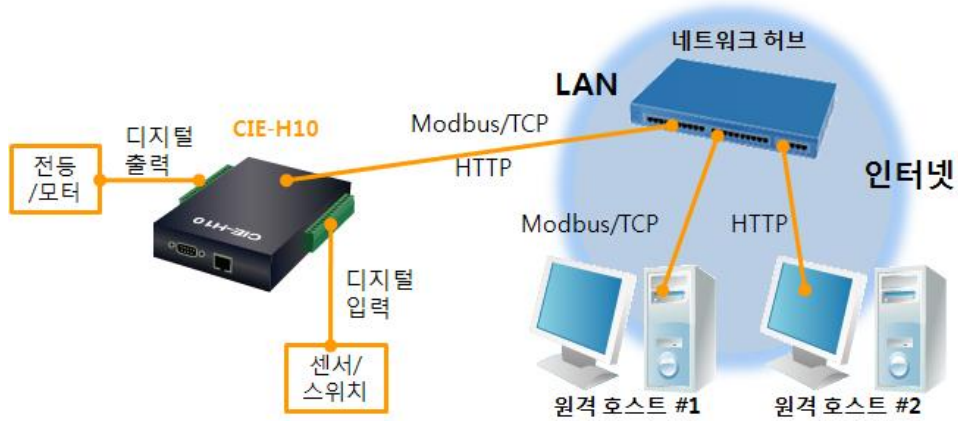 네트워크 허브
LAN
CIE-H10
Modbus/TCP
HTTP
디지털
출력
전등
/모터
인터넷
CIE-H10
Modbus/TCP
HTTP
디지털
입력
센서/
스위치
원격 호스트 #1
원격 호스트 #2